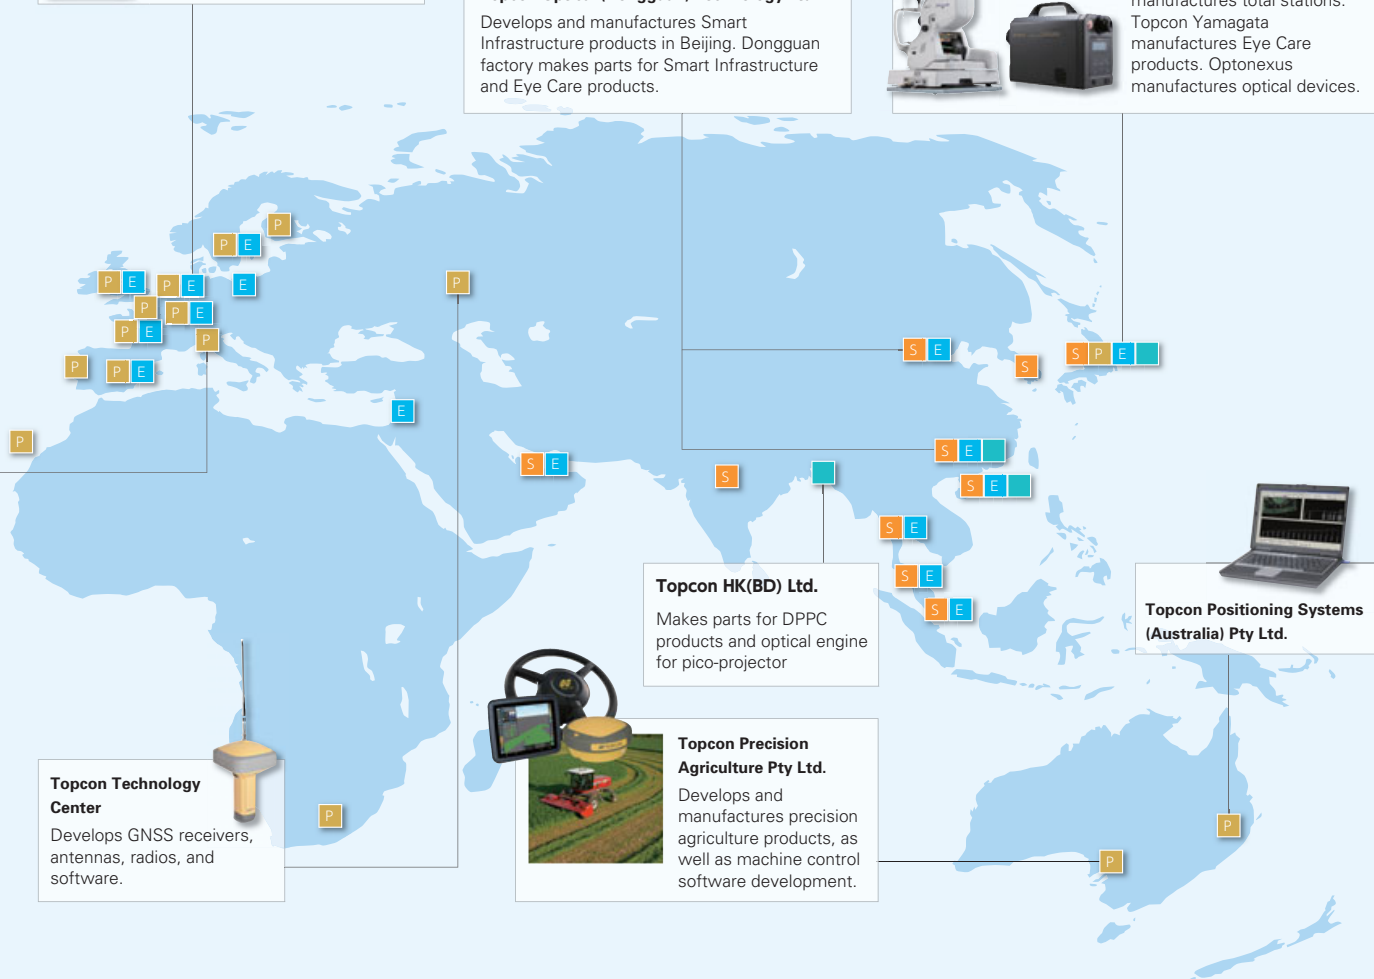 Develops and manufactures Smart
Infrastructure products in Beijing. Dongguan
factory makes parts for Smart Infrastructure
and Eye Care products.
manufactures total stations.
Topcon Yamagata
manufactures Eye Care
products. Optonexus
manufactures optical devices.
P
P E
P E
P E
E
P
P
P E
P E
P
S E
S
S P E
P
P E
E
P
S E
S E
S
S E
S E
S E
S E
Topcon HK(BD) Ltd.
Makes parts for DPPC
products and optical engine
for pico-projector
Topcon Positioning Systems
(Australia) Pty Ltd.
Topcon Precision
Agriculture Pty Ltd.
Develops and
manufactures precision
agriculture products, as
well as machine control
software development.
Topcon Technology
Center
Develops GNSS receivers,
antennas, radios, and
software.
P
P
P